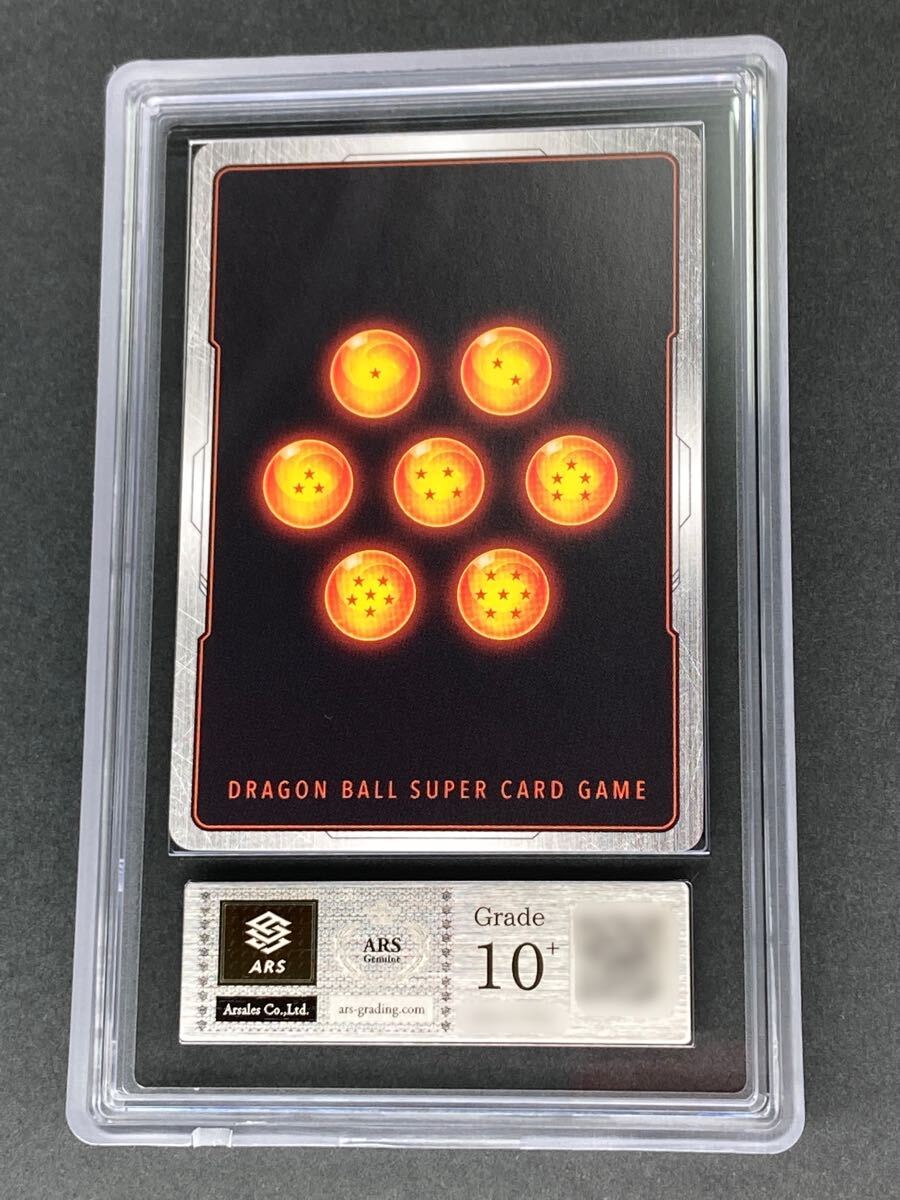 DRAGON BALL SUPER CARD GAME
ARS
Arsales Co.,Ltd.
ARS
Genuine
ars-grading.com
Grade
10+